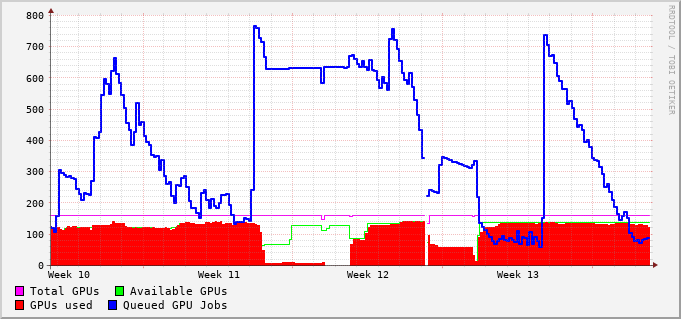 800
700
600
500
400
300
200
100
0
Week 10 Week 11 Week 12 Week 13
Total GPUs Available GPUs
GPUs used Queued GPU Jobs
RRDTOOL / TOBI OETIKER